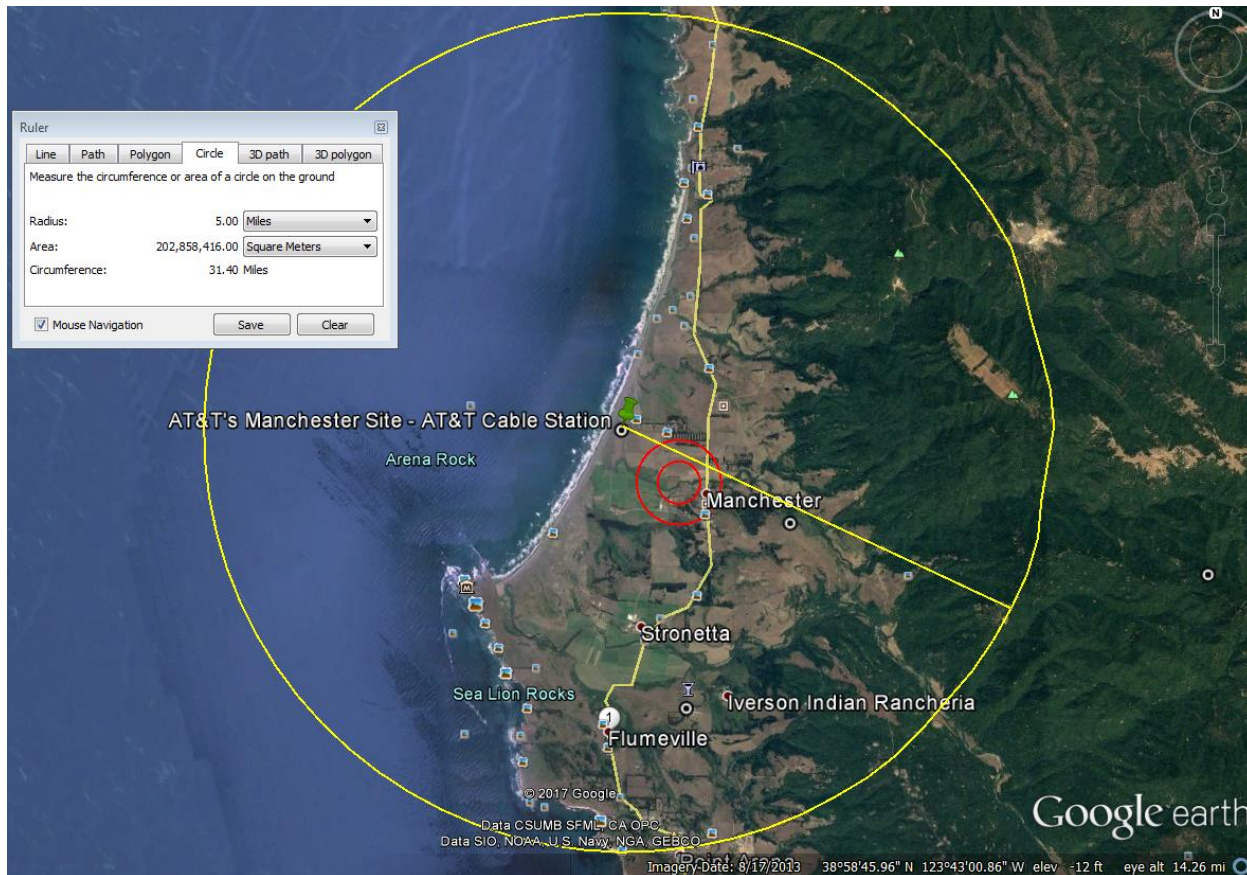 N
Ruler
Line Path Polygon Circle 3D path 3D polygon
Measure the circumference or area of a circle on the ground
Radius: 5.00 Miles
Area: 202,858,416.00 Square Meters
Circumference: 31.40 Miles
Mouse Navigation Save Clear
AT&T's Manchester Site - AT&T Cable Station
Arena Rock
Manchester
Stronetta
Sea Lion Rocks
Iverson Indian Rancheria
1
Flumeville
© 2017 Google
Data CSUMB SFML, CA OPC
Data SIO, NOAA, U.S. Navy, NGA, GEBCO
Google earth
Point Arena
Imagery Date: 8/17/2013 38°58'45.96" N 123°43'00.86" W elev -12 ft eye alt 14.26 mi